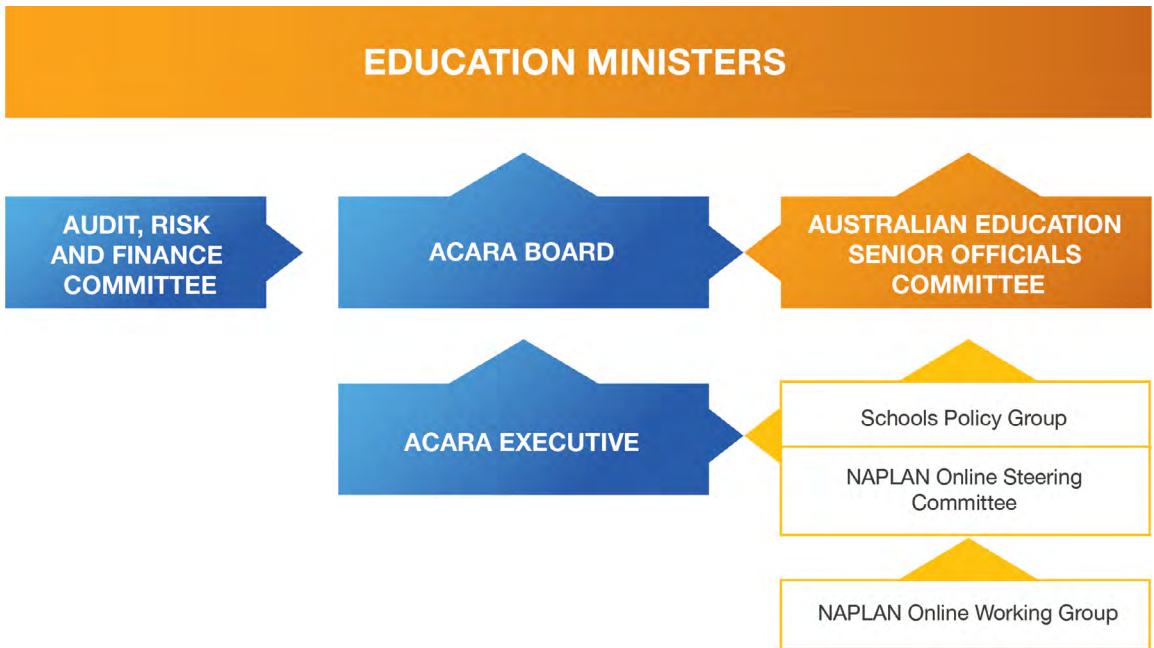 EDUCATION MINISTERS
AUDIT, RISK
AND FINANCE
COMMITTEE
ACARA BOARD
AUSTRALIAN EDUCATION
SENIOR OFFICIALS
COMMITTEE
ACARA EXECUTIVE
Schools Policy Group
NAPLAN Online Steering
Committee
NAPLAN Online Working Group